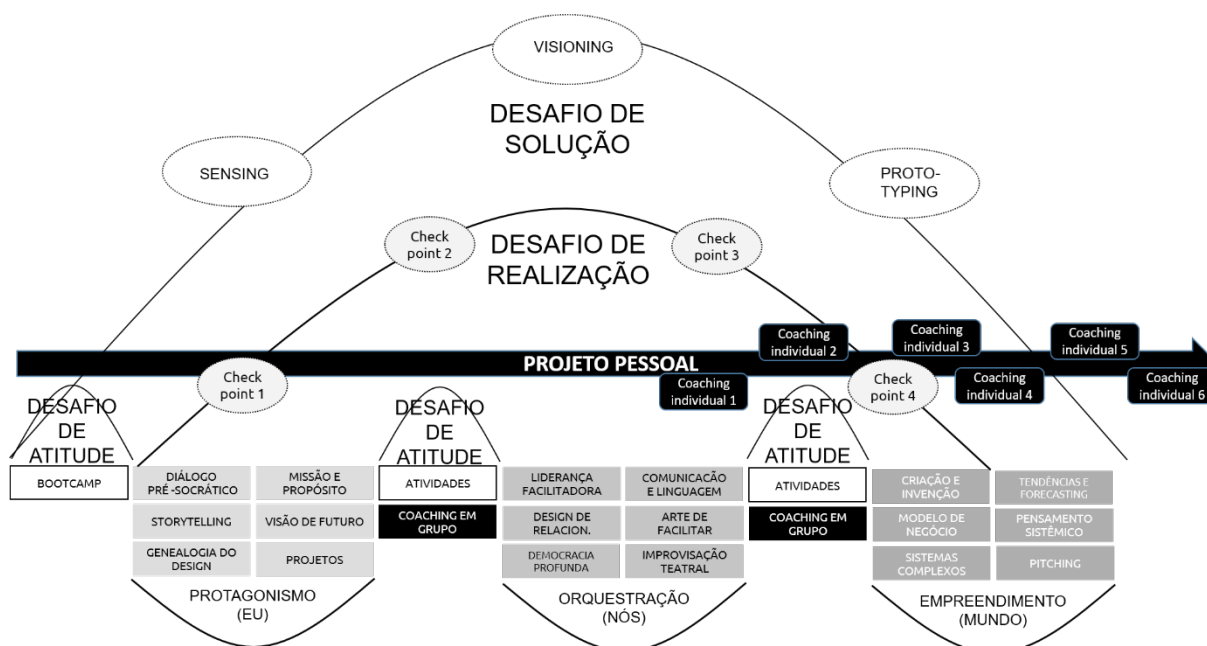 VISIONING
DESAFIO DE
SOLUÇÃO
SENSING
PROTO-
TYPING
Check
point 2
DESAFIO DE
REALIZAÇÃO
Check
point 3
Coaching
individual 2
Coaching
individual 3
Coaching
individual 5
PROJETO PESSOAL
Check
point 1
Coaching
individual 1
Check
point 4
Coaching
individual 4
Coaching
individual 6
DESAFIO
DE
ATITUDE
DESAFIO
DE
ATITUDE
DESAFIO
DE
ATITUDE
BOOTCAMP
DIÁLOGO
PRÉ -SOCRÁTICO
MISSÃO E
PROPÓSITO
STORYTELLING
VISÃO DE FUTURO
GENEALOGIA DO
DESIGN
PROJETOS
PROTAGONISMO
(EU)
ATIVIDADES
COACHING EM
GRUPO
LIDERANÇA
FACILITADORA
COMUNICAÇÃO
E LINGUAGEM
DESIGN DE
RELACION.
ARTE DE
FACILITAR
DEMOCRACIA
PROFUNDA
IMPROVISAÇÃO
TEATRAL
ORQUESTRAÇÃO
(NÓS)
ATIVIDADES
COACHING EM
GRUPO
CRIAÇÃO E
INVENÇÃO
TENDÊNCIAS E
FORECASTING
MODELO DE
NEGÓCIO
PENSAMENTO
SISTÊMICO
SISTEMAS
COMPLEXOS
PITCHING
EMPREENDIMENTO
(MUNDO)